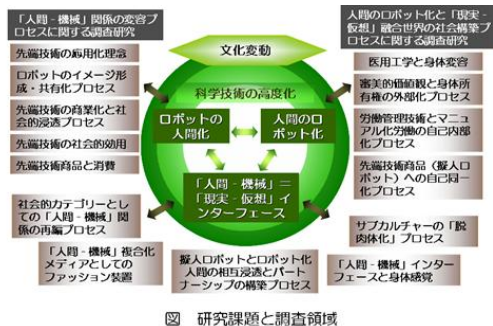 「人間 - 機械」関係の変容プ
ロセスに関する調査研究
先端技術の応用化理念
ロボットのイメージ形
成・共有化プロセス
先端技術の商業化と社会
的浸透プロセス
先端技術の社会的効用
先端技術商品と消費
社会的カテゴリーとし
ての「人間 - 機械」関
係の再編プロセス
「人間 - 機械」複合化
メディアとしての
ファッション装置
文化変動
科学技術の高度化
ロボットの
人間化
人間のロ
ボット化
「人間 - 機械」＝
「現実 - 仮想」イ
ンターフェース
擬人ロボットとロボット化
人間の相互浸透とパート
ナーシップの構築プロセス
人間のロボット化と「現実 -
仮想」融合世界の社会構築プ
ロセスに関する調査研究
医用工学と身体変容
審美的価値観と身体所
有権の外部化プロセス
労働管理技術とマニュ
アル化労働の自己内部
化プロセス
先端技術商品（擬人ロ
ボット）への自己同一
化プロセス
サブカルチャーの「脱
肉体化」プロセス
「人間 - 機械」インター
フェースと身体感覚
図 研究課題と調査領域